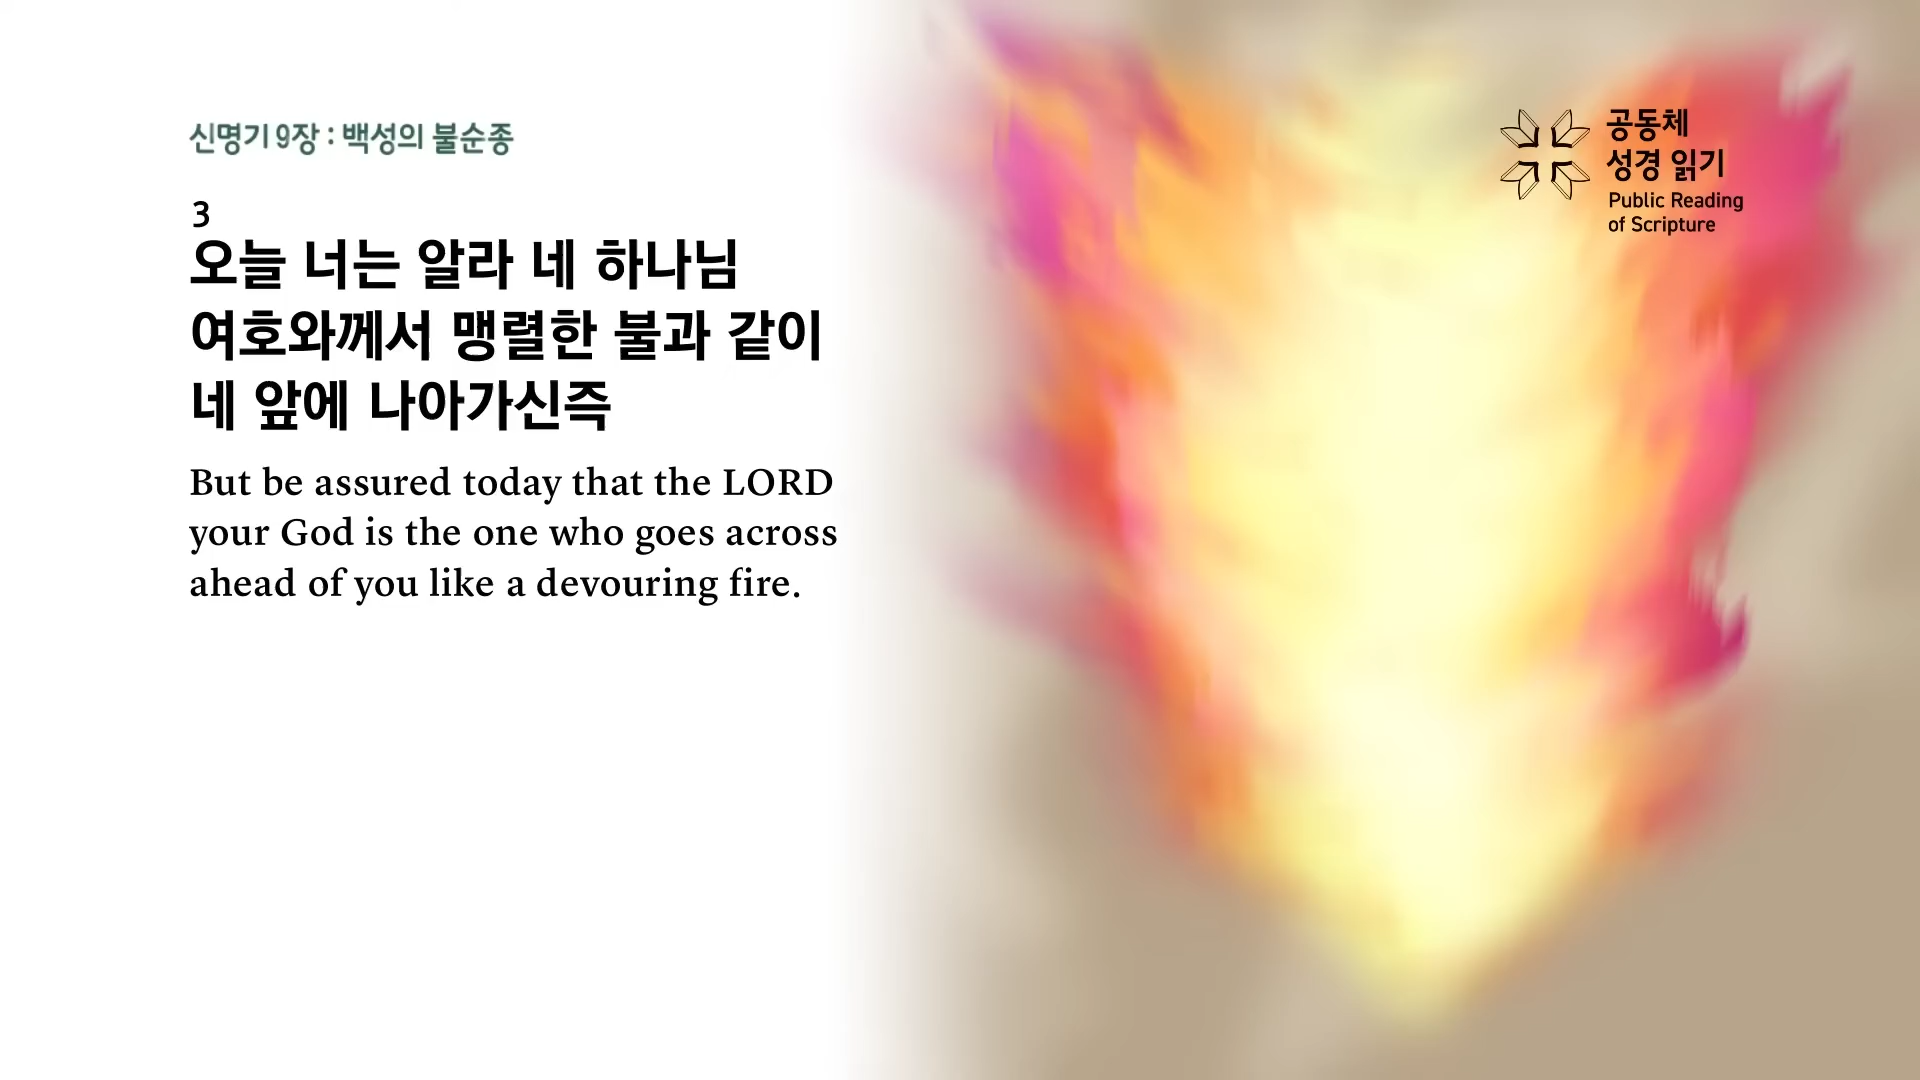 신명기 9장 : 백성의 불순종
3
오늘 너는 알라 네 하나님
여호와께서 맹렬한 불과 같이
네 앞에 나아가신즉
But be assured today that the LORD
your God is the one who goes across
ahead of you like a devouring fire.
공동체
성경 읽기
Public Reading
of Scripture